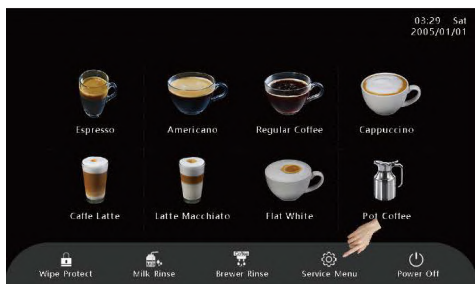 03:29 Sat
2005/01/01
Espresso
Americano
Regular Coffee
Cappuccino
Caffe Latte
Latte Macchiato
Flat White
Pot Coffee
Wipe Protect
Milk Rinse
Brewer Rinse
Service Menu
Power Off